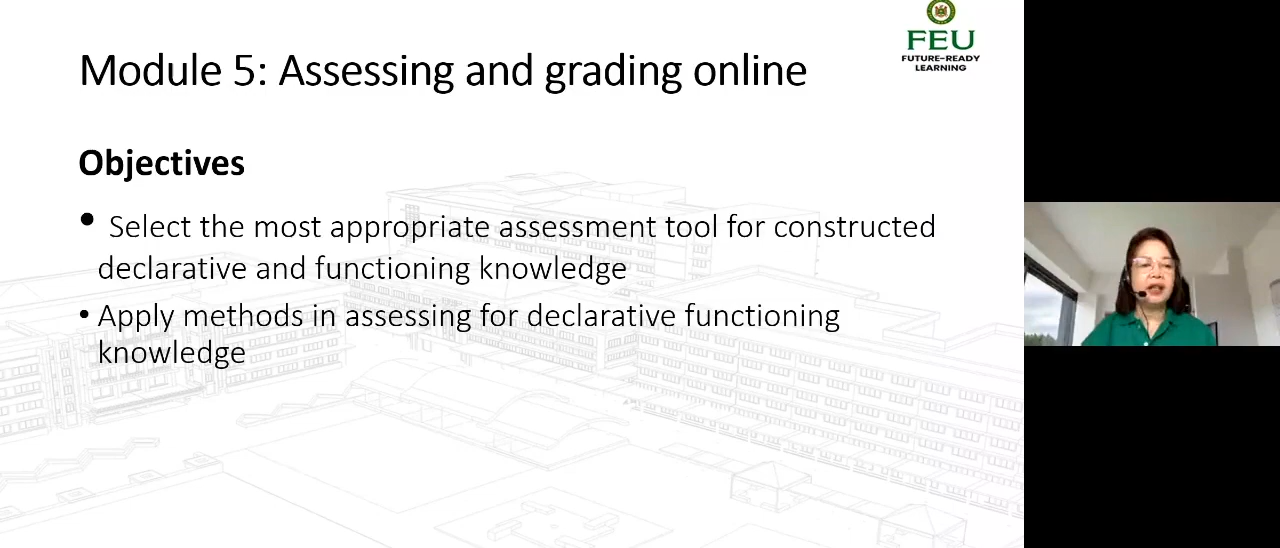 FEU
FUTURE-READY
LEARNING
Module 5: Assessing and grading online
Objectives
• Select the most appropriate assessment tool for constructed
declarative and functioning knowledge
• Apply methods in assessing for declarative functioning
knowledge